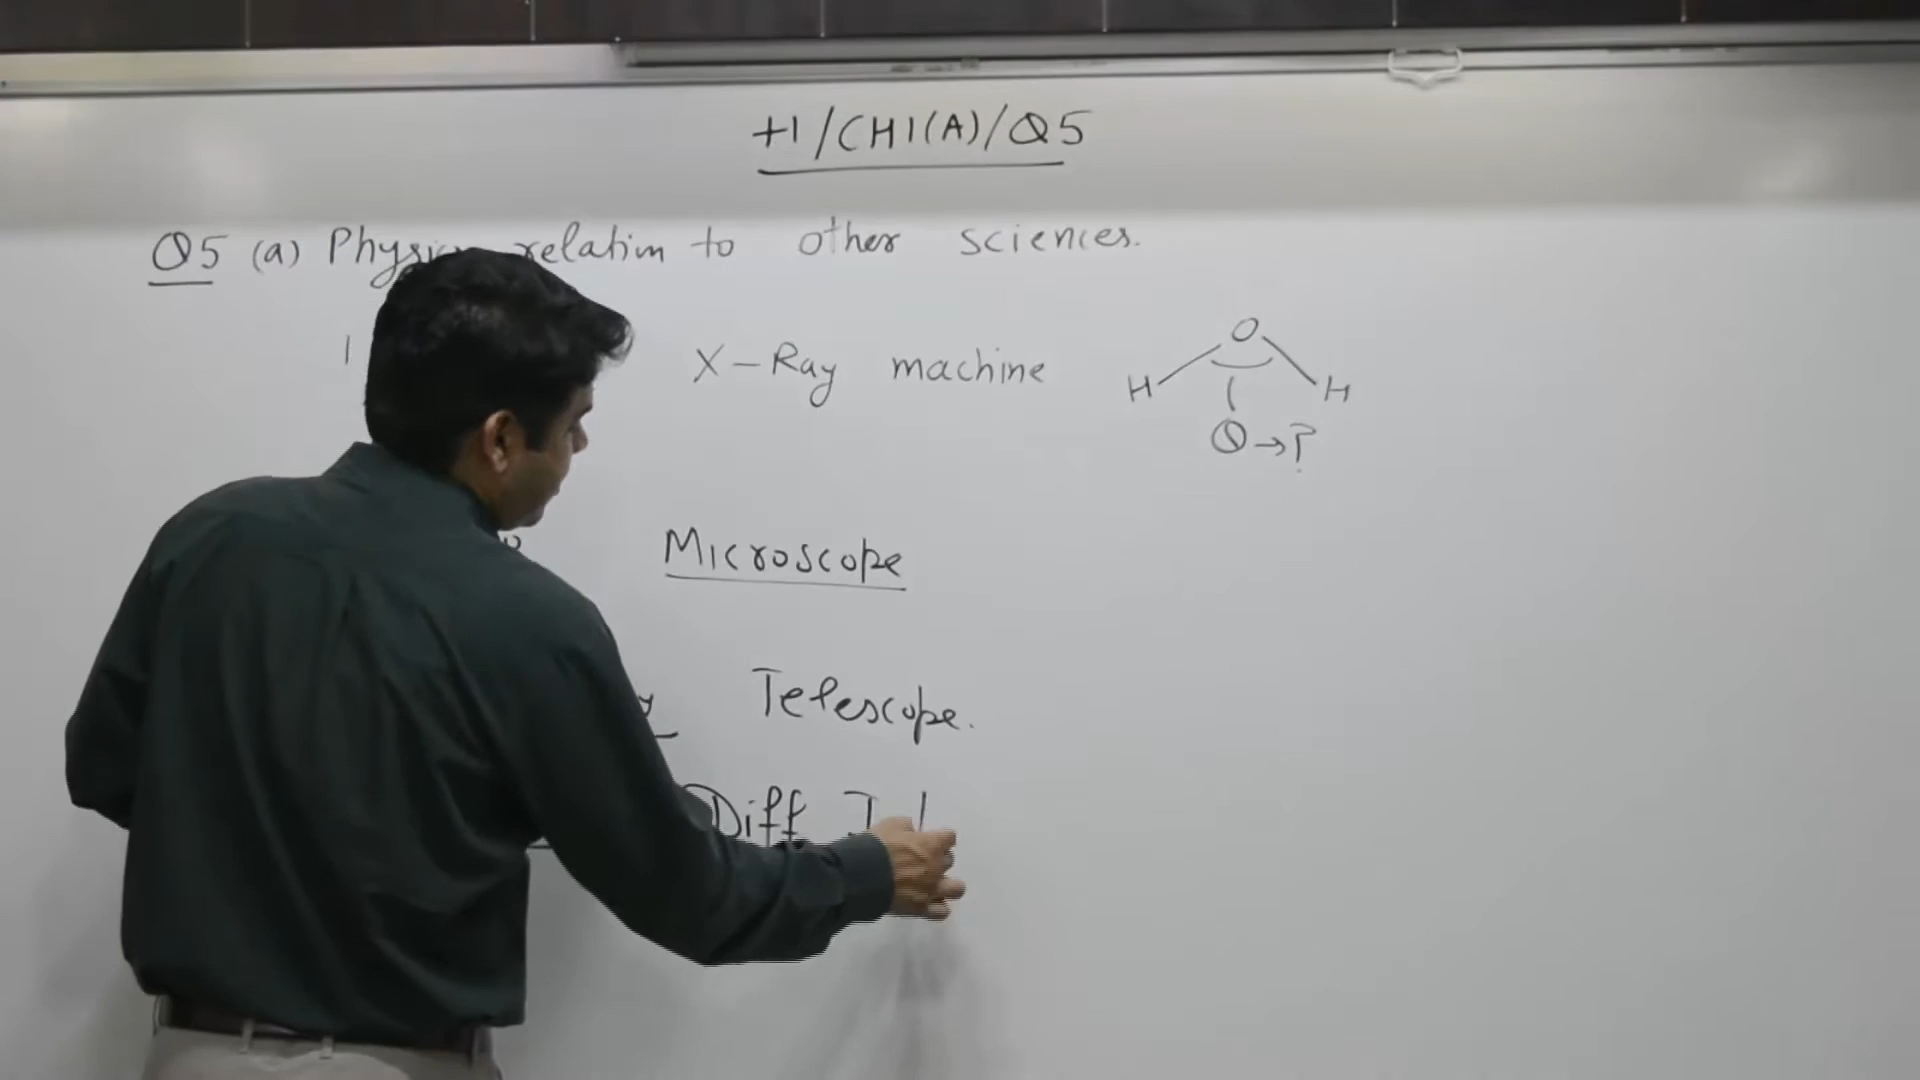 +1/CH1(A)/Q5
Q5 (a) Physics relation to other sciences.
1 X-Ray machine
O
H H
Q→?
Microscope
y Telescope.
Diff